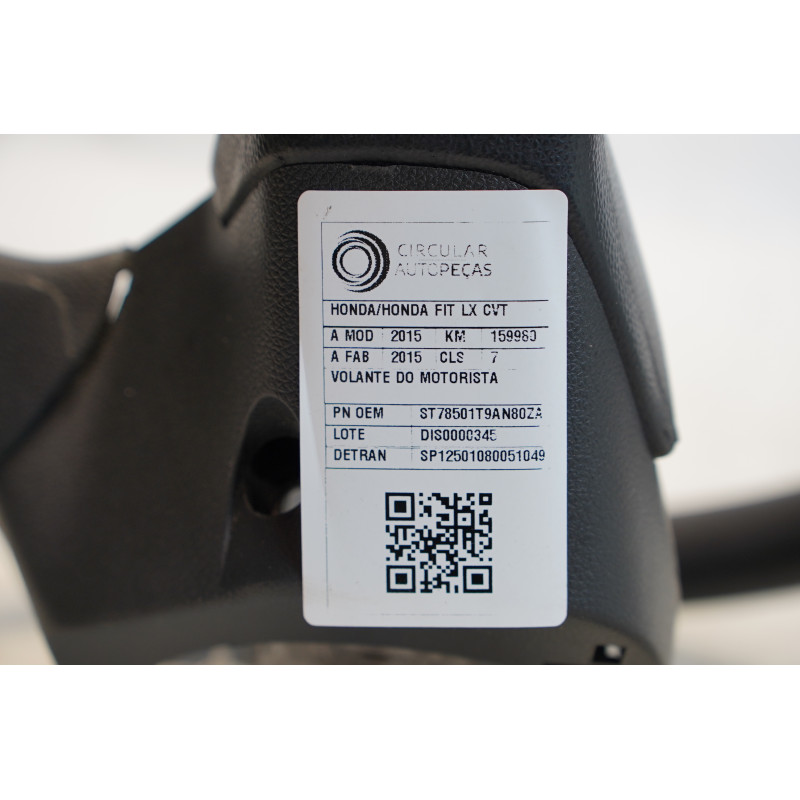 CIRCULAR
AUTOPEÇAS
HONDA/HONDA FIT LX CVT
A MOD 2015 KM 159980
A FAB 2015 CLS 7
VOLANTE DO MOTORISTA
PN OEM ST78501T9AN80ZA
LOTE DIS0000345
DETRAN SP12501080051049